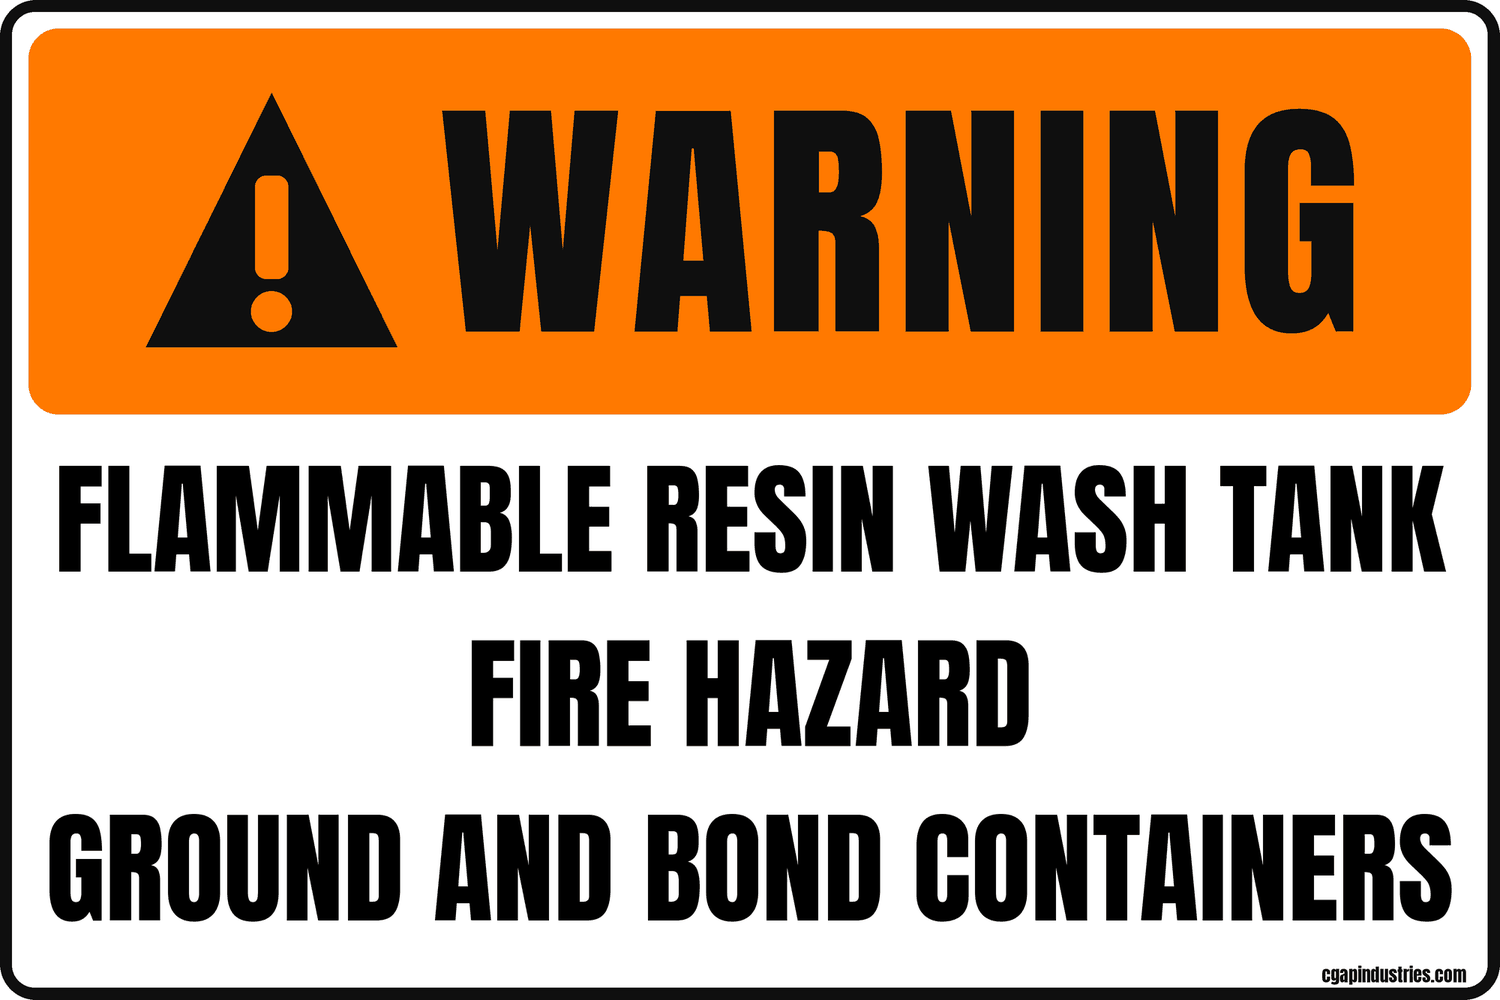 WARNING
FLAMMABLE RESIN WASH TANK
FIRE HAZARD
GROUND AND BOND CONTAINERS
cgapindustries.com